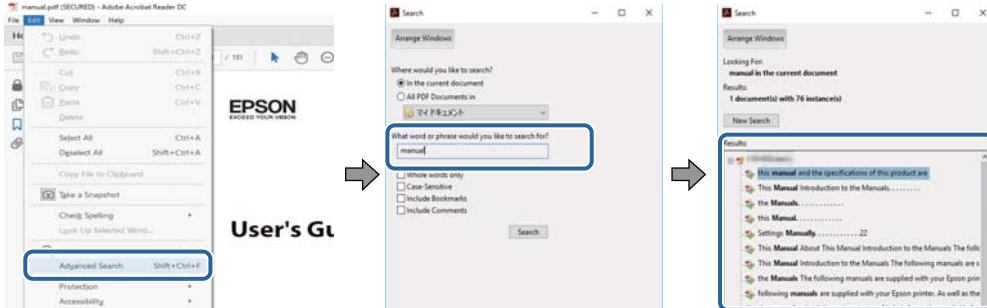 manual.pdf (SECURED) - Adobe Acrobat Reader DC
File Edit View Window Help
Undo Ctrl+Z
Redo Shift+Ctrl+Z
Cut Ctrl+X
Copy Ctrl+C
Paste Ctrl+V
Delete
Select All Ctrl+A
Deselect All Shift+Ctrl+A
Copy File to Clipboard
Take a Snapshot
Check Spelling
Look Up Selected Word...
Advanced Search Shift+Ctrl+F
Protection
Accessibility
/ 191
EPSON
EXCEED YOUR VISION
User's Gu
Search
Arrange Windows
Where would you like to search?
In the current document
All PDF Documents in
マイ ドキュメント
What word or phrase would you like to search for?
manual
Whole words only
Case-Sensitive
Include Bookmarks
Include Comments
Search
Search
Arrange Windows
Looking For:
manual in the current document
Results:
1 document(s) with 76 instance(s)
New Search
Results:
this manual and the specifications of this product are
This Manual Introduction to the Manuals. . . . . . . . .
the Manuals. . . . . . . . . . . . .
this Manual. . . . . . . . . . . . .
Settings Manually. . . . . . . . . . . . .22
This Manual About This Manual Introduction to the Manuals The follo
This Manual Introduction to the Manuals The following manuals are s
the Manuals The following manuals are supplied with your Epson prin
following manuals are supplied with your Epson printer. As well as the